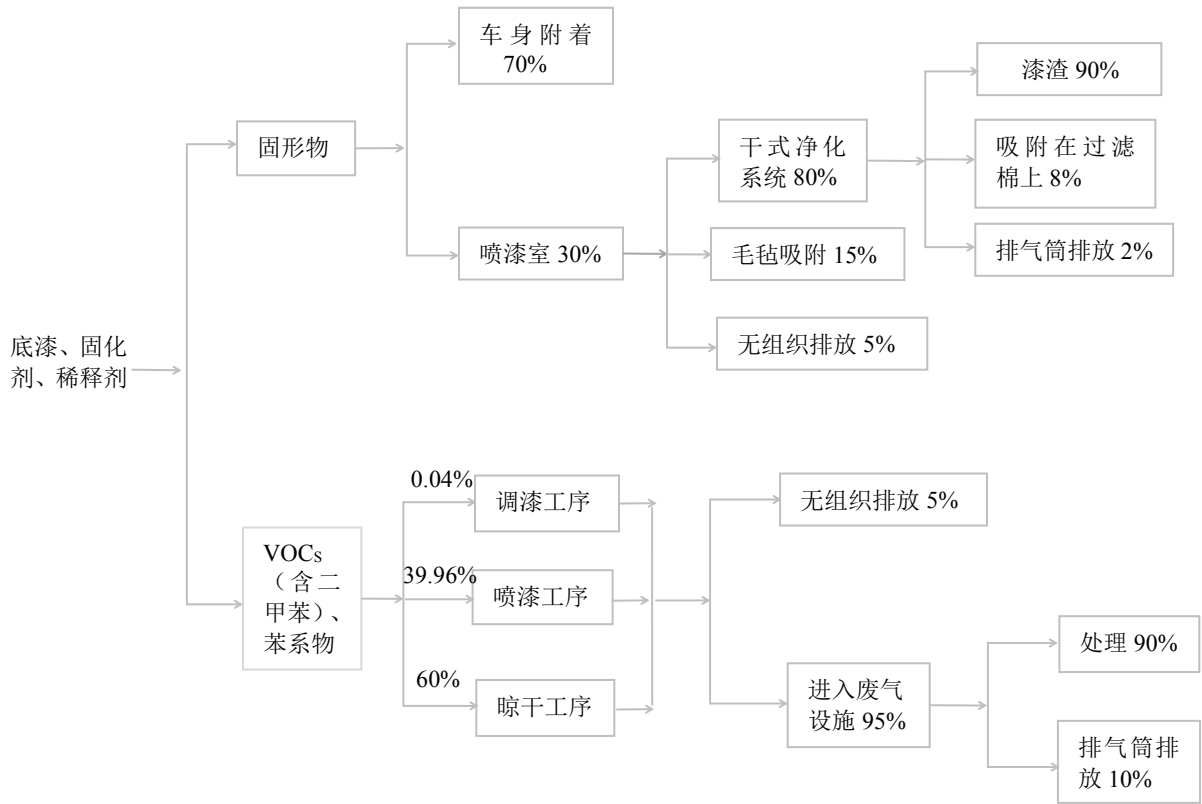 底漆、固化
剂、稀释剂
固形物
车身附着
70%
喷漆室 30%
干式净化
系统 80%
毛毡吸附 15%
无组织排放 5%
漆渣 90%
吸附在过滤
棉上 8%
排气筒排放 2%
VOCs
（含二
甲苯）、
苯系物
0.04%
调漆工序
39.96%
喷漆工序
60%
晾干工序
无组织排放 5%
进入废气
设施 95%
处理 90%
排气筒排
放 10%